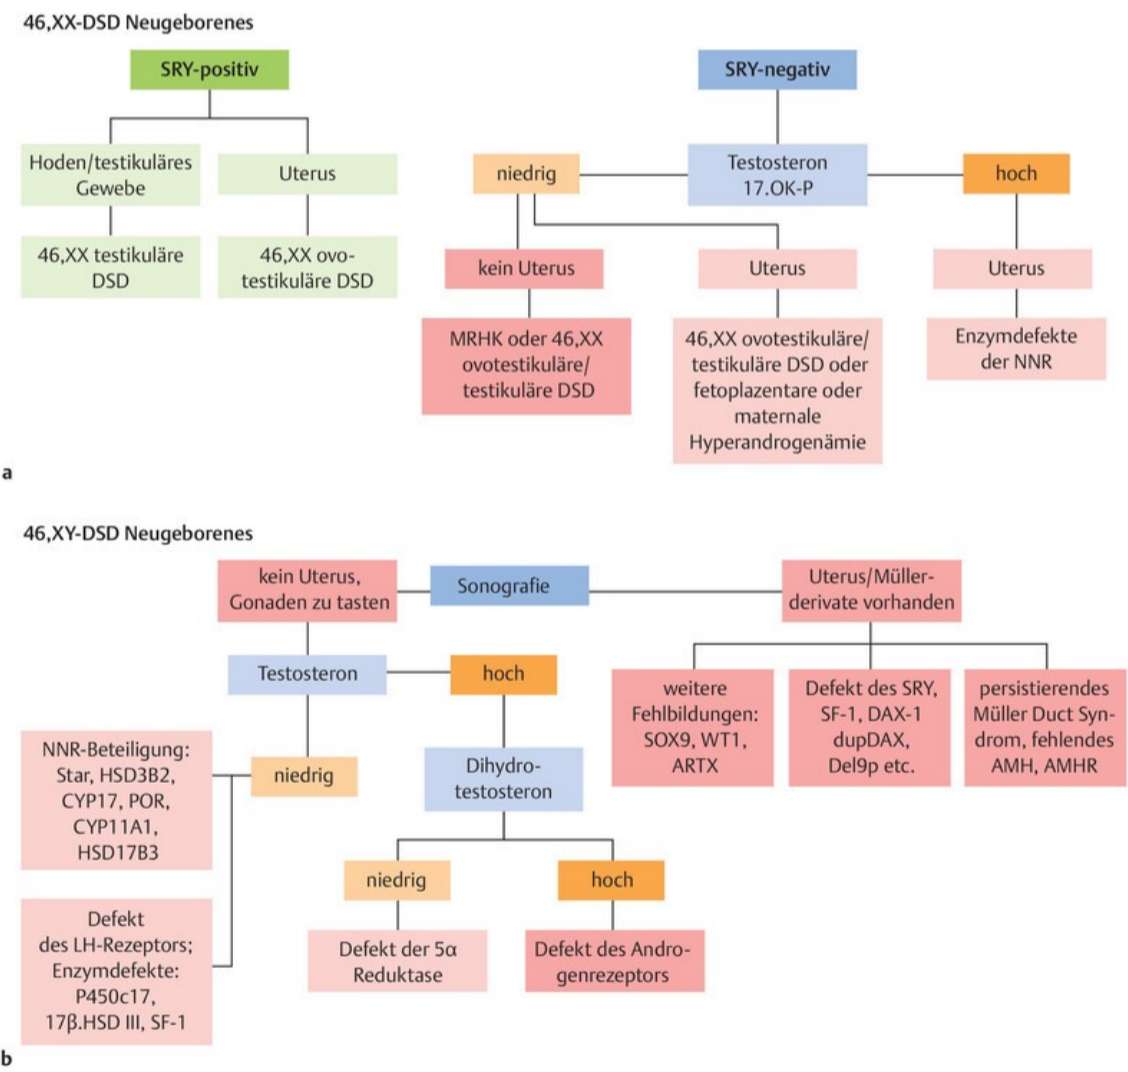 46,XX-DSD Neugeborenes
SRY-positiv
Hoden/testikuläres
Gewebe
Uterus
46,XX testikuläre
DSD
46,XX ovo-
testikuläre DSD
SRY-negativ
niedrig
Testosteron
17.OK-P
hoch
kein Uterus
Uterus
Uterus
MRHK oder 46,XX
ovotestikuläre/
testikuläre DSD
46,XX ovotestikuläre/
testikuläre DSD oder
fetoplazentare oder
maternale
Hyperandrogenämie
Enzymdefekte
der NNR
a
46,XY-DSD Neugeborenes
kein Uterus,
Gonaden zu tasten
Sonografie
Uterus/Müller-
derivate vorhanden
Testosteron
hoch
weitere
Fehlbildungen:
SOX9, WT1,
ARTX
Defekt des SRY,
SF-1, DAX-1
dupDAX,
Del9p etc.
persistierendes
Müller Duct Syn-
drom, fehlendes
AMH, AMHR
NNR-Beteiligung:
Star, HSD3B2,
CYP17, POR,
CYP11A1,
HSD17B3
niedrig
Dihydro-
testosteron
niedrig
hoch
Defekt
des LH-Rezeptors;
Enzymdefekte:
P450c17,
17β.HSD III, SF-1
Defekt der 5α
Reduktase
Defekt des Andro-
genrezeptors
b